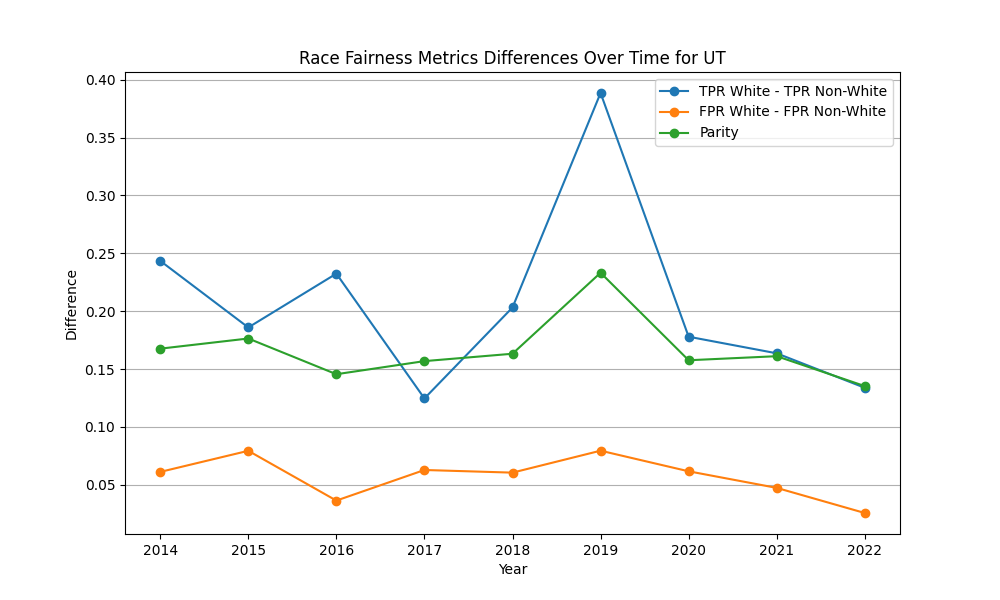 Race Fairness Metrics Differences Over Time for UT
TPR White - TPR Non-White
FPR White - FPR Non-White
Parity
Difference
0.40
0.35
0.30
0.25
0.20
0.15
0.10
0.05
2014 2015 2016 2017 2018 2019 2020 2021 2022
Year